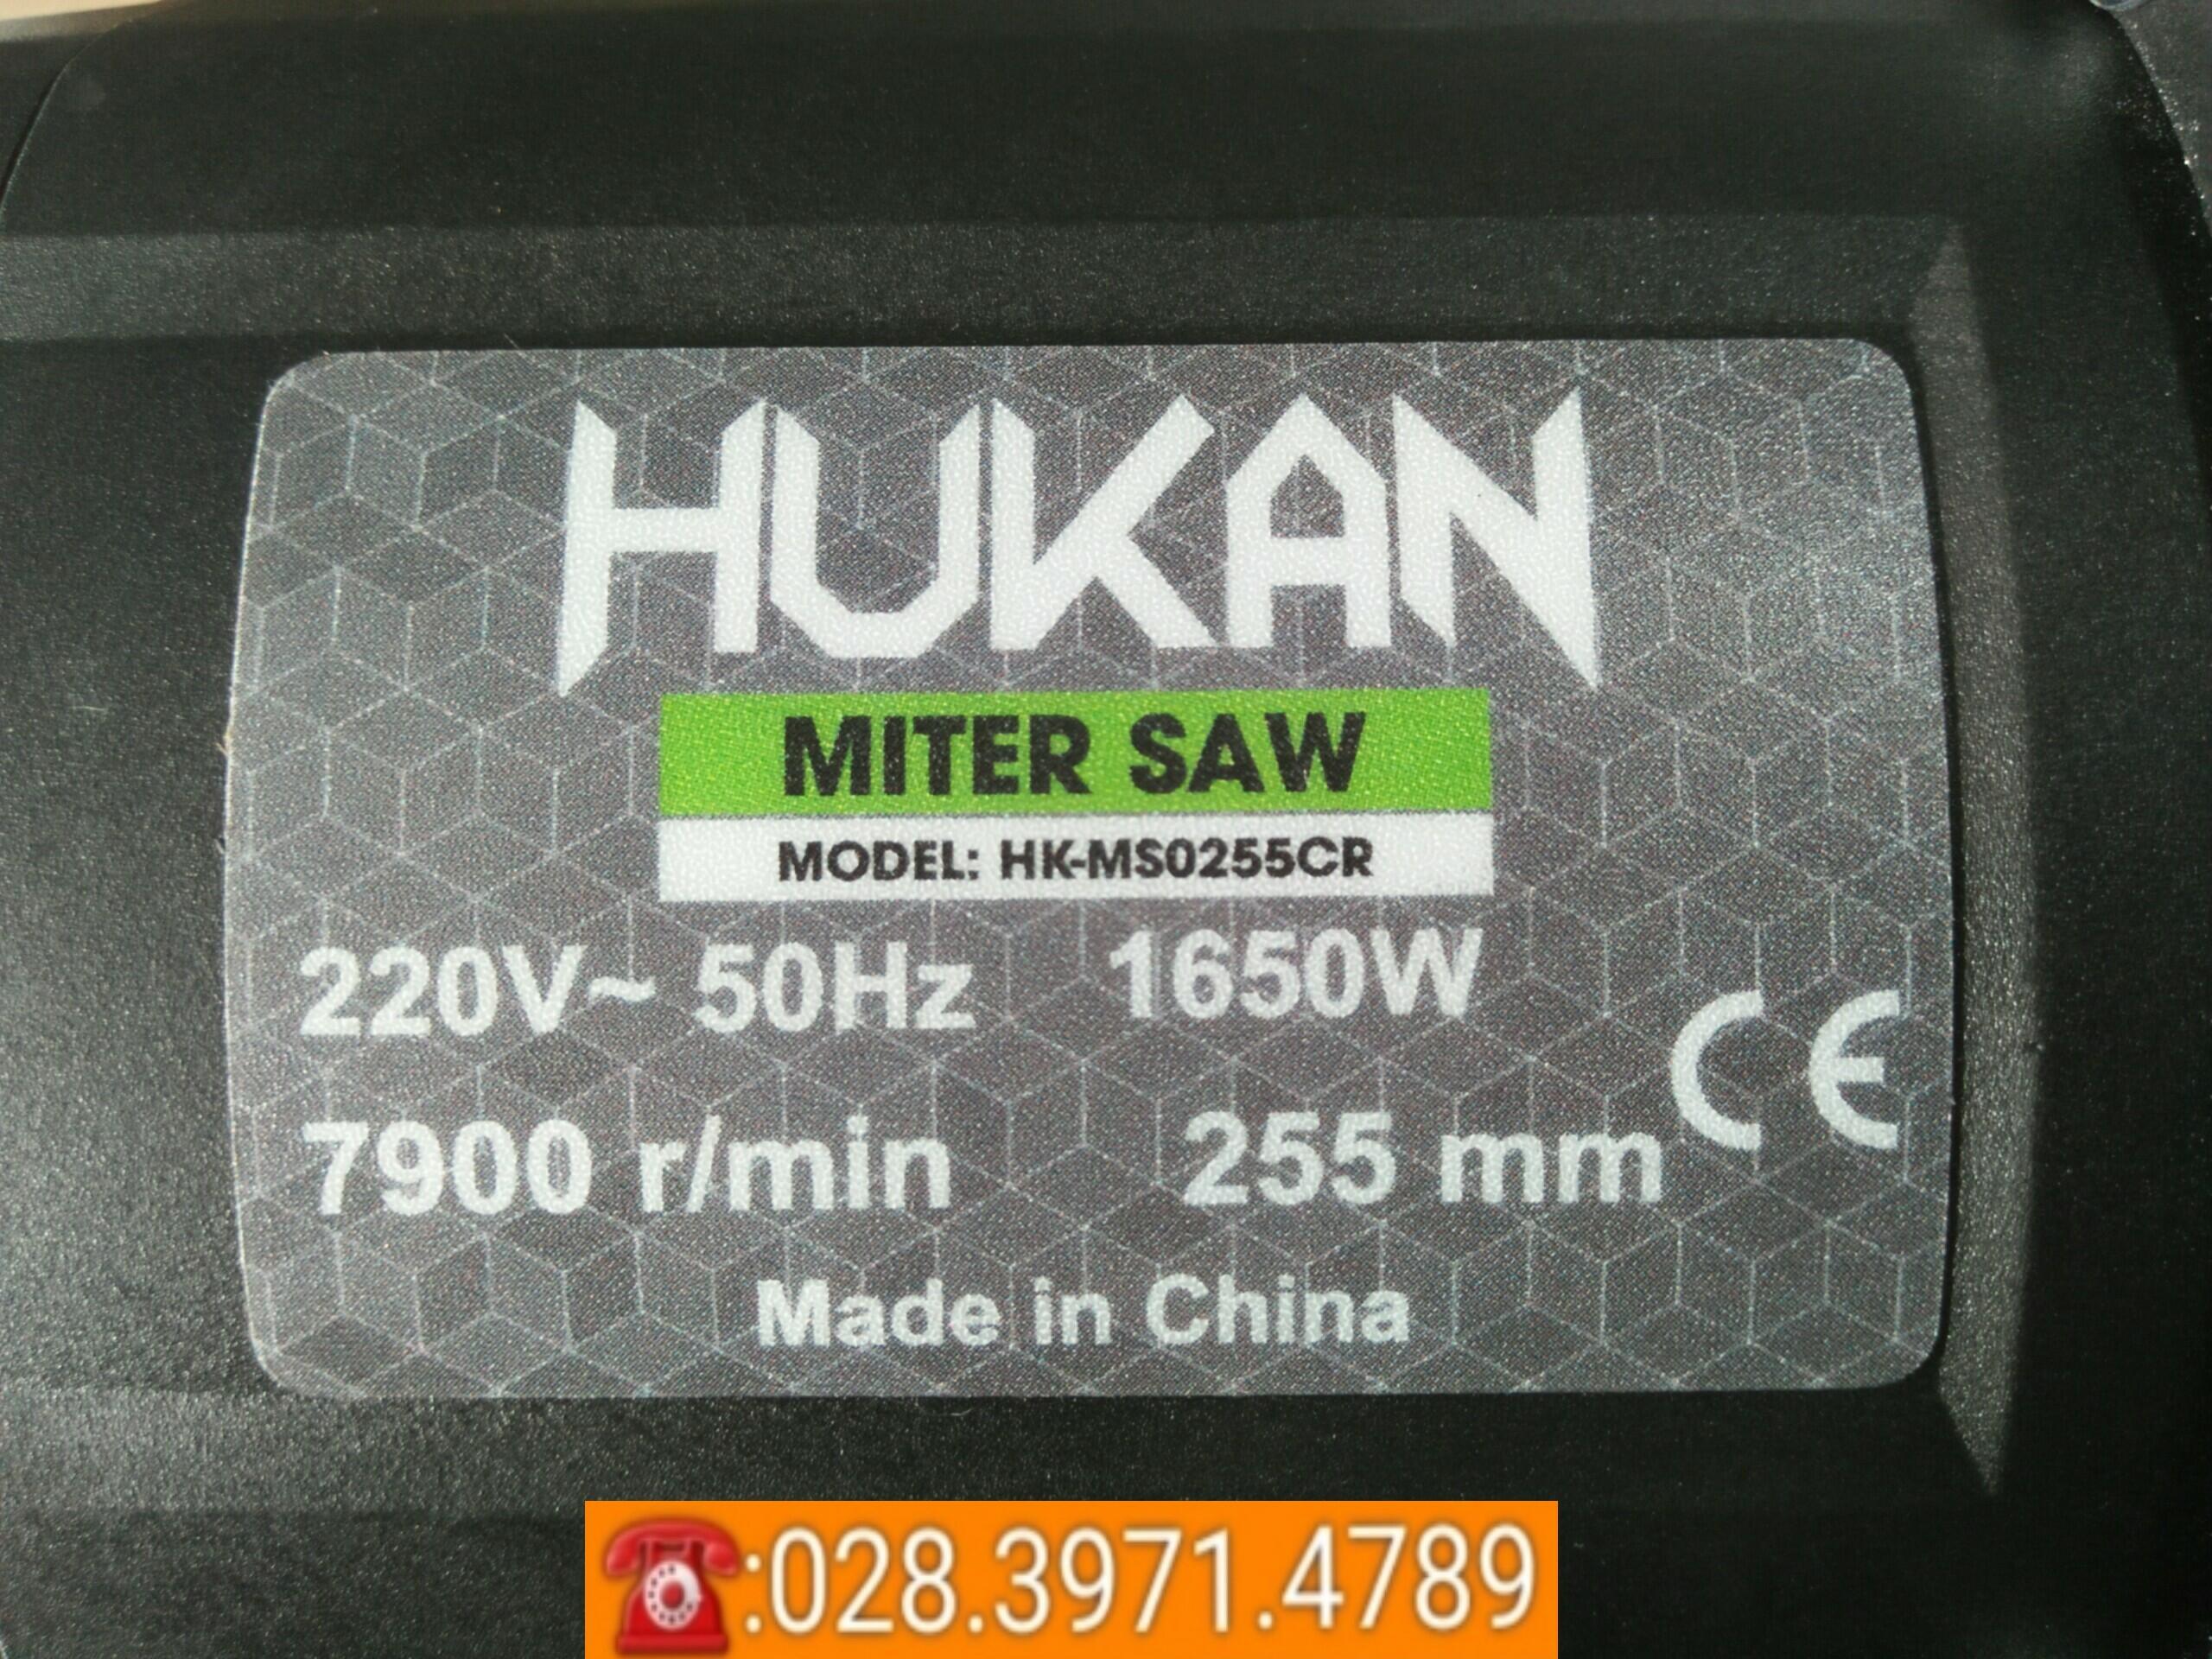 HUKAN
MITER SAW
MODEL: HK-MS0255CR
220V~ 50Hz 1650W
7900 r/min 255 mm CE
Made in China
☎:028.3971.4789